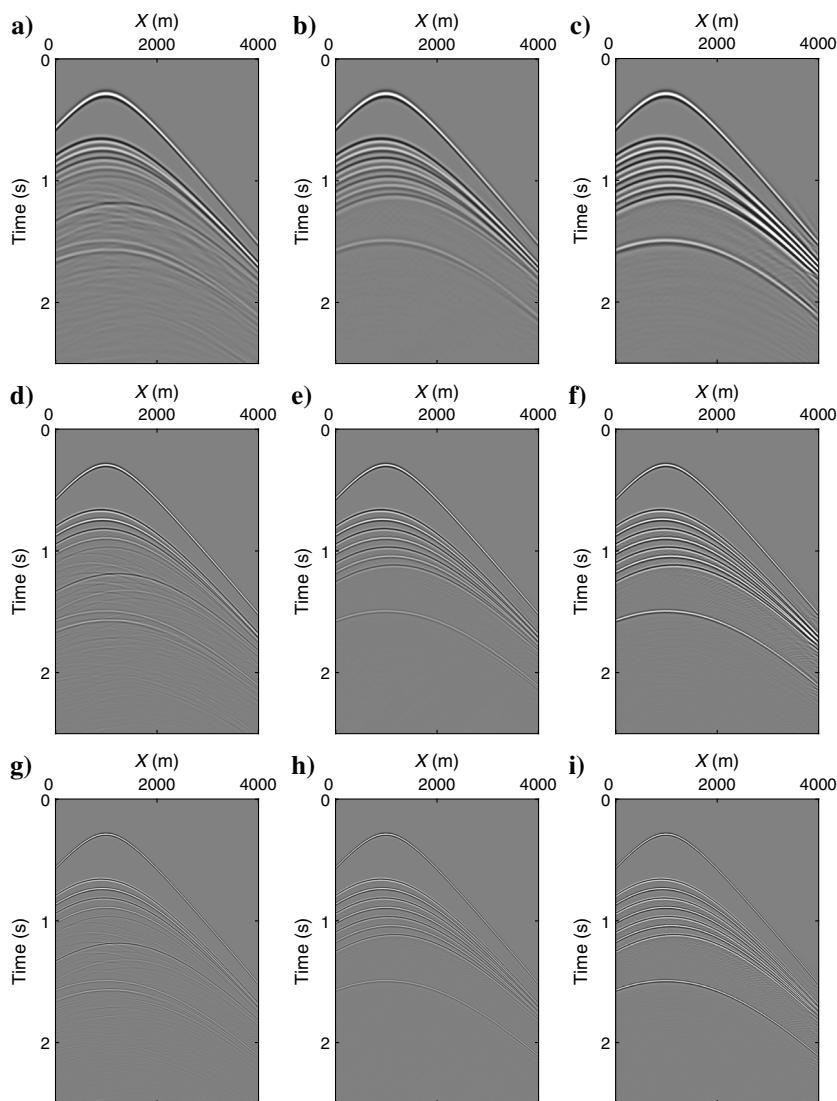 a) X (m)
0 2000 4000
0
1
2
Time (s)
b) X (m)
0 2000 4000
0
1
2
Time (s)
c) X (m)
0 2000 4000
0
1
2
Time (s)
d) X (m)
0 2000 4000
0
1
2
Time (s)
e) X (m)
0 2000 4000
0
1
2
Time (s)
f) X (m)
0 2000 4000
0
1
2
Time (s)
g) X (m)
0 2000 4000
0
1
2
Time (s)
h) X (m)
0 2000 4000
0
1
2
Time (s)
i) X (m)
0 2000 4000
0
1
2
Time (s)